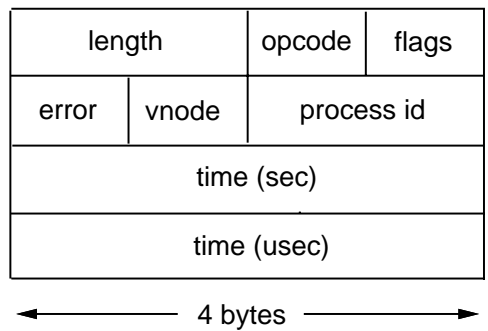 length opcode flags
error vnode process id
time (sec)
time (usec)
4 bytes